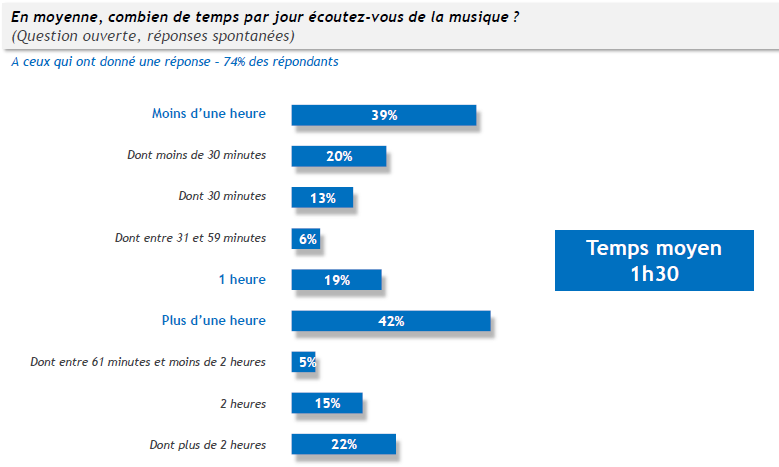 En moyenne, combien de temps par jour écoutez-vous de la musique ?
(Question ouverte, réponses spontanées)
A ceux qui ont donné une réponse – 74% des répondants
Moins d'une heure 39%
Dont moins de 30 minutes 20%
Dont 30 minutes 13%
Dont entre 31 et 59 minutes 6%
1 heure 19%
Plus d'une heure 42%
Dont entre 61 minutes et moins de 2 heures 5%
2 heures 15%
Dont plus de 2 heures 22%
Temps moyen
1h30